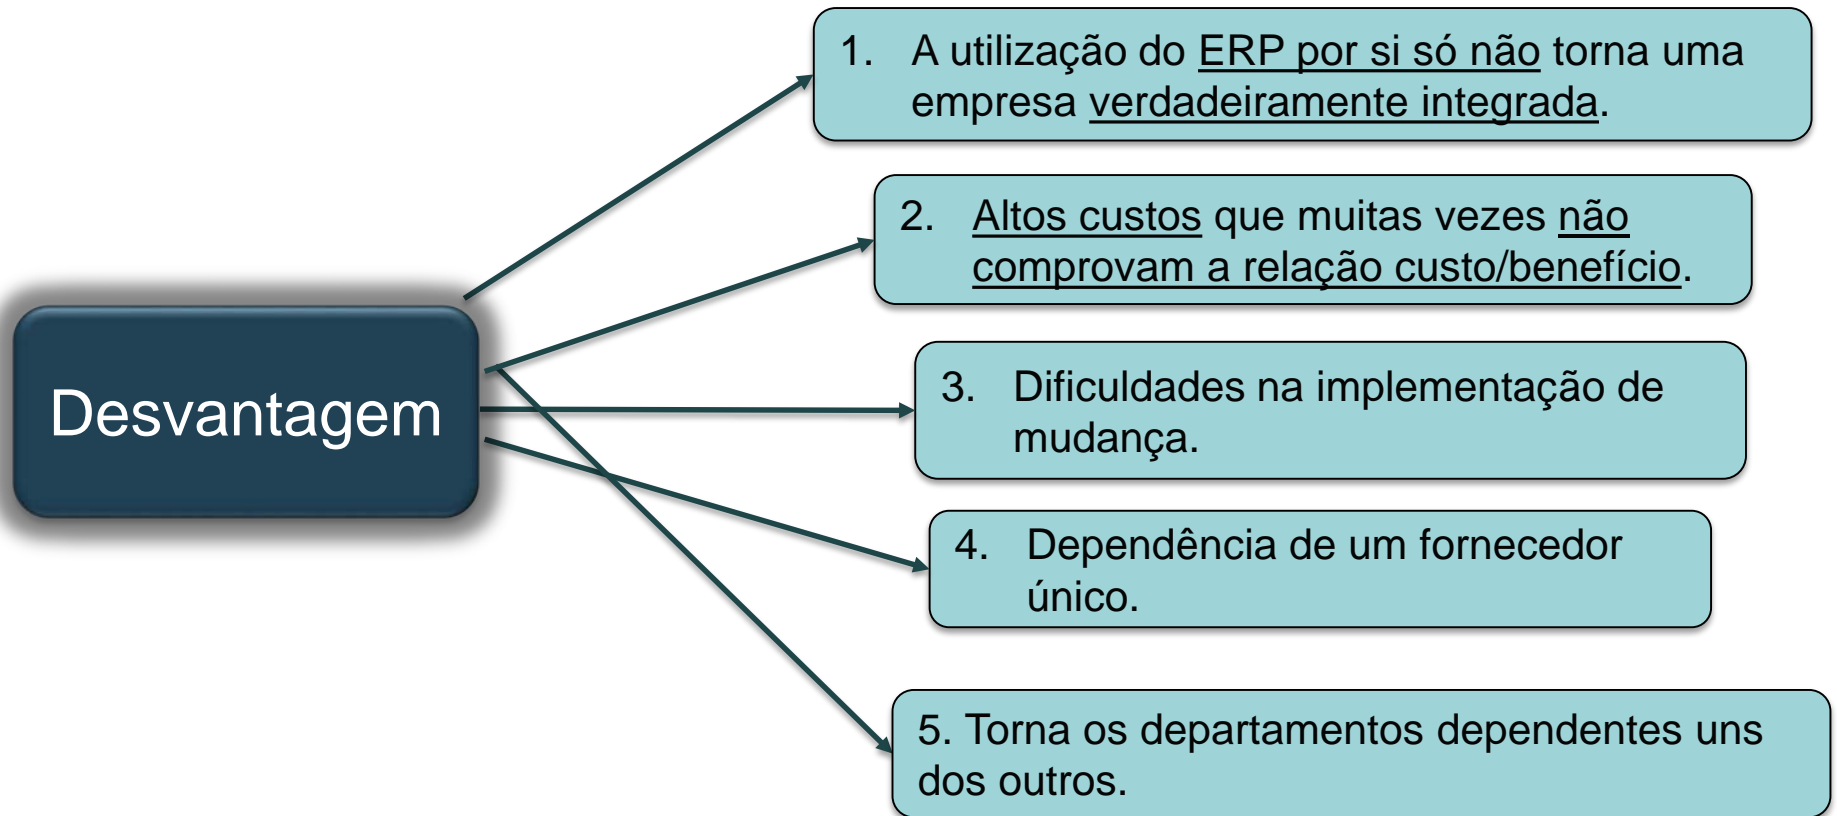 1. A utilização do ERP por si só não torna uma
empresa verdadeiramente integrada.
2. Altos custos que muitas vezes não
comprovam a relação custo/benefício.
Desvantagem
3. Dificuldades na implementação de
mudança.
4. Dependência de um fornecedor
único.
5. Torna os departamentos dependentes uns
dos outros.